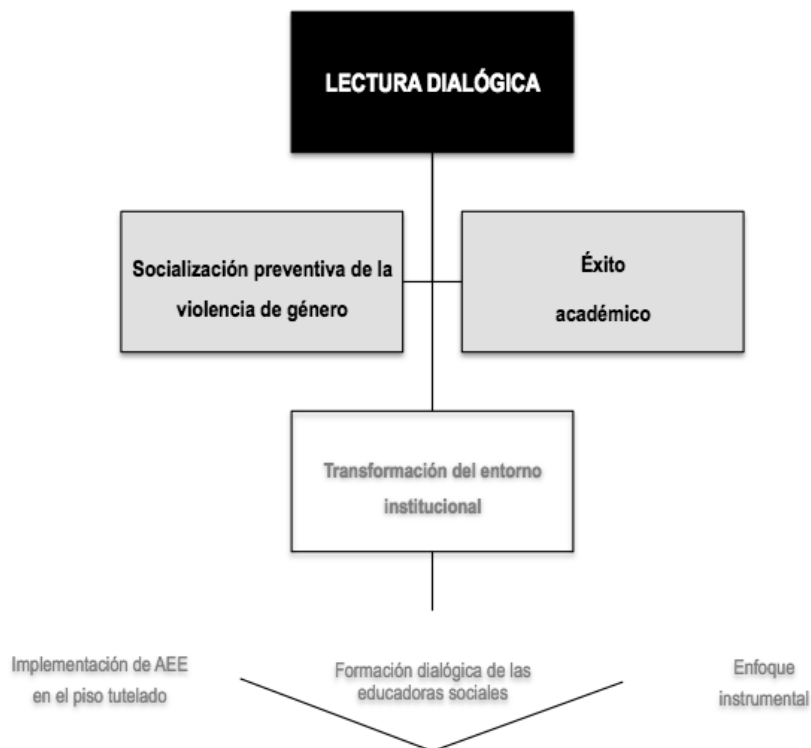 LECTURA DIALÓGICA
Socialización preventiva de la
violencia de género
Éxito
académico
Transformación del entorno
institucional
Implementación de AEE
en el piso tutelado
Formación dialógica de las
educadoras sociales
Enfoque
instrumental